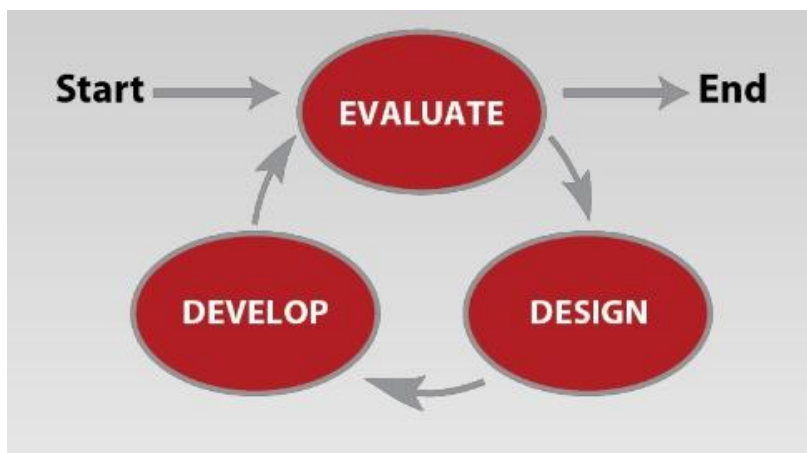 Start
EVALUATE
End
DEVELOP
DESIGN